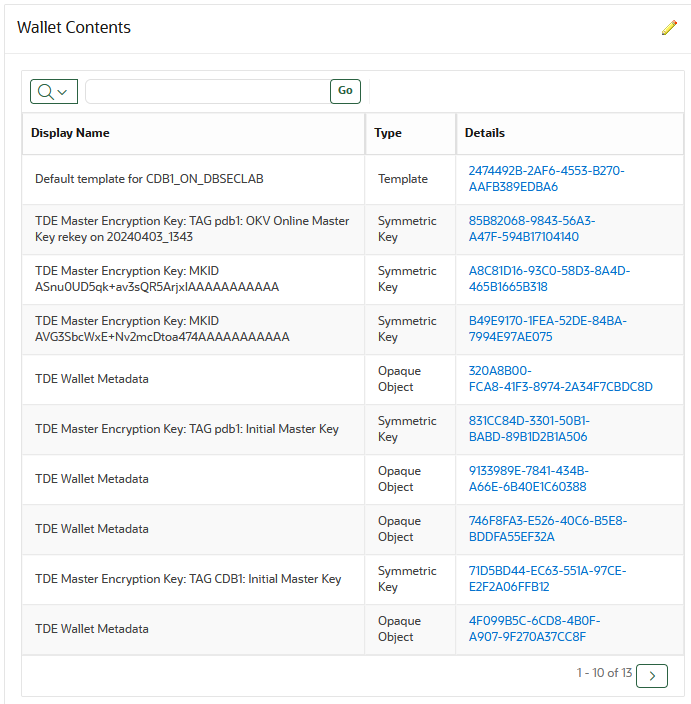 Wallet Contents
Go
Display Name Type Details
Default template for CDB1_ON_DBSECLAB Template 2474492B-2AF6-4553-B270-
AAFB389EDBA6
TDE Master Encryption Key: TAG pdb1: OKV Online Master Symmetric 85B82068-9843-56A3-
Key rekey on 20240403_1343 Key A47F-594B17104140
TDE Master Encryption Key: MKID Symmetric A8C81D16-93C0-58D3-8A4D-
ASnu0UD5qk+av3sQR5ArjxIAAAAAAAAAAAAA Key 465B1665B318
TDE Master Encryption Key: MKID Symmetric B49E9170-1FEA-52DE-84BA-
AVG3SbcWxE+Nv2mcDtoa474AAAAAAAAAAAAA Key 7994E97AE075
TDE Wallet Metadata Opaque 320A8B00-
Object FCA8-41F3-8974-2A34F7CBDC8D
TDE Master Encryption Key: TAG pdb1: Initial Master Key Symmetric 831CC84D-3301-50B1-
Key BABD-89B1D2B1A506
TDE Wallet Metadata Opaque 9133989E-7841-434B-
Object A66E-6B40E1C60388
TDE Wallet Metadata Opaque 746F8FA3-E526-40C6-B5E8-
Object BDDFA55EF32A
TDE Master Encryption Key: TAG CDB1: Initial Master Key Symmetric 71D5BD44-EC63-551A-97CE-
Key E2F2A06FFB12
TDE Wallet Metadata Opaque 4F099B5C-6CD8-4B0F-
Object A907-9F270A37CC8F
1 - 10 of 13